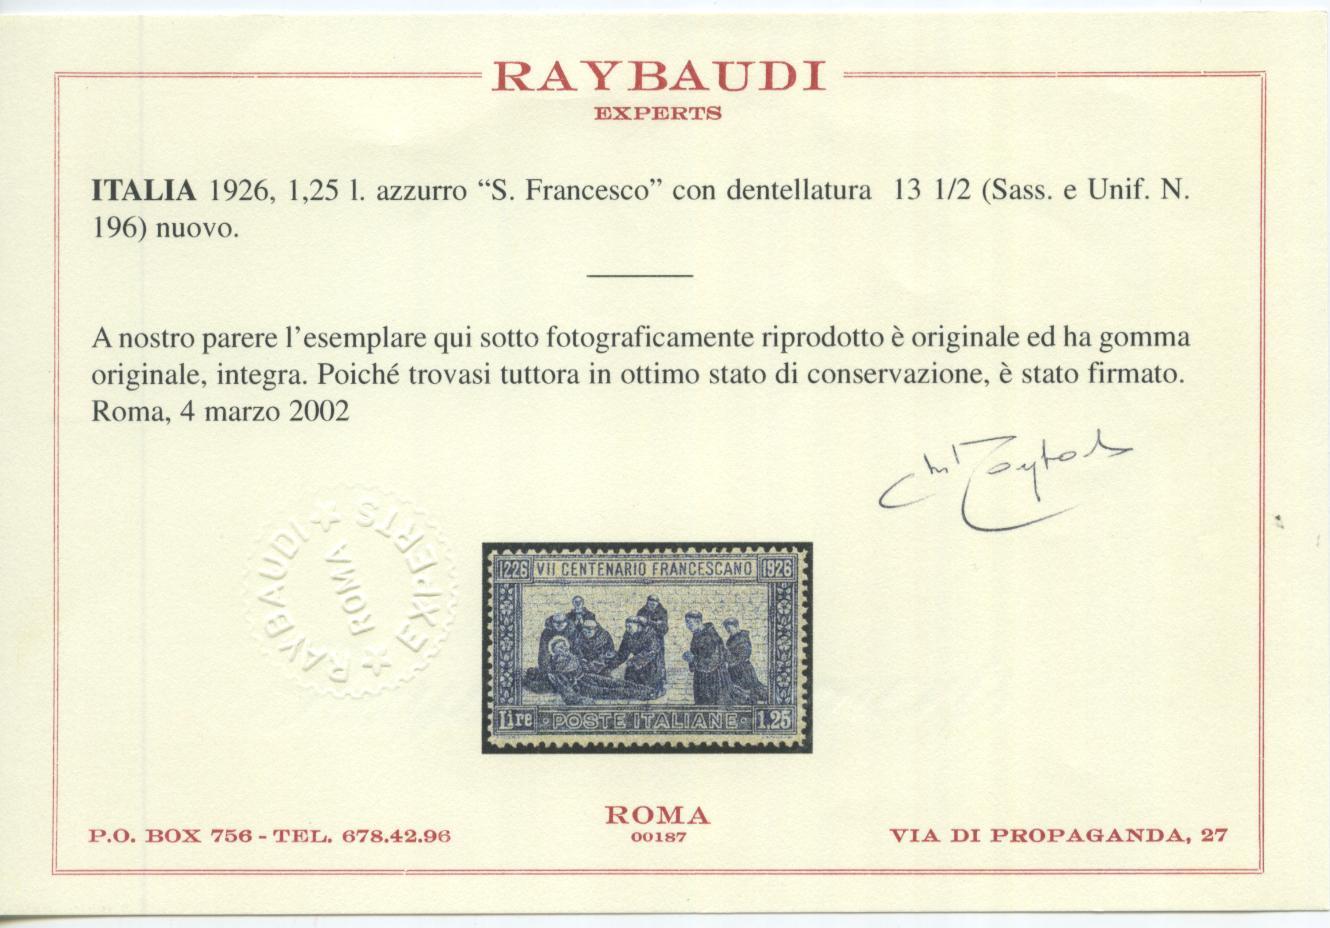 RAYBAUDI
EXPERTS
ITALIA 1926, 1,25 l. azzurro “S. Francesco” con dentellatura 13 1/2 (Sass. e Unif. N.
196) nuovo.
A nostro parere l’esemplare qui sotto fotograficamente riprodotto è originale ed ha gomma
originale, integra. Poiché trovasi tuttora in ottimo stato di conservazione, è stato firmato.
Roma, 4 marzo 2002
RAYBAUDI ★ EXPERTS ★
ROMA
1226 VII CENTENARIO FRANCESCANO 1926
Lire · POSTE ITALIANE · 1,25
ROMA
00187
P.O. BOX 756 - TEL. 678.42.96
VIA DI PROPAGANDA, 27